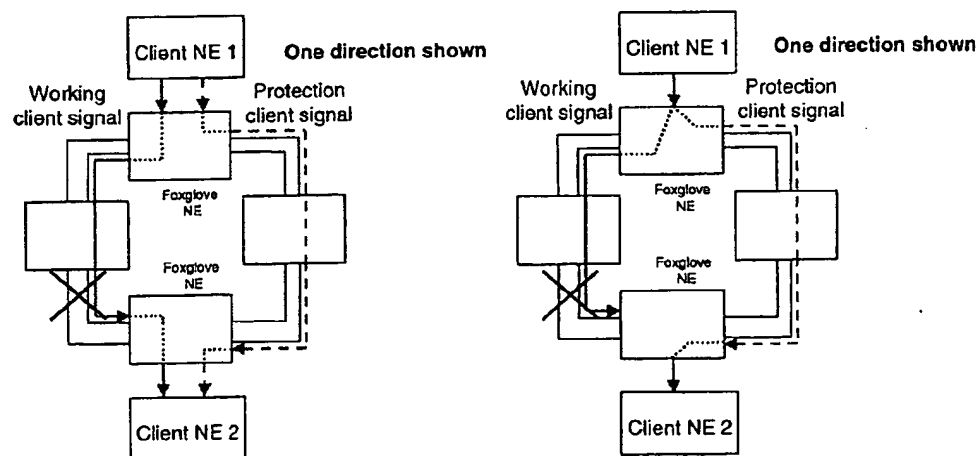 Client NE 1
One direction shown
Working
client signal
Protection
client signal
Foxglove
NE
Foxglove
NE
Client NE 2
Client NE 1
One direction shown
Working
client signal
Protection
client signal
Foxglove
NE
Foxglove
NE
Client NE 2